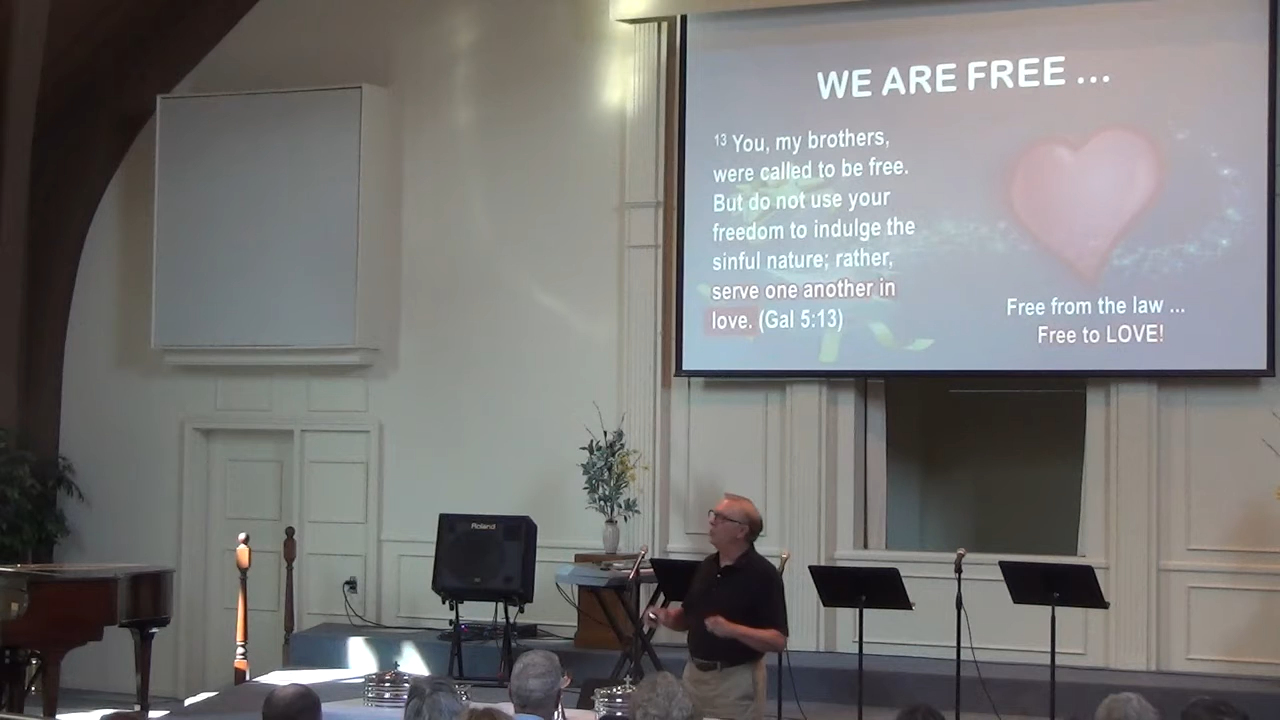 WE ARE FREE ...
13 You, my brothers,
were called to be free.
But do not use your
freedom to indulge the
sinful nature; rather,
serve one another in
love. (Gal 5:13)
Free from the law ...
Free to LOVE!
Roland